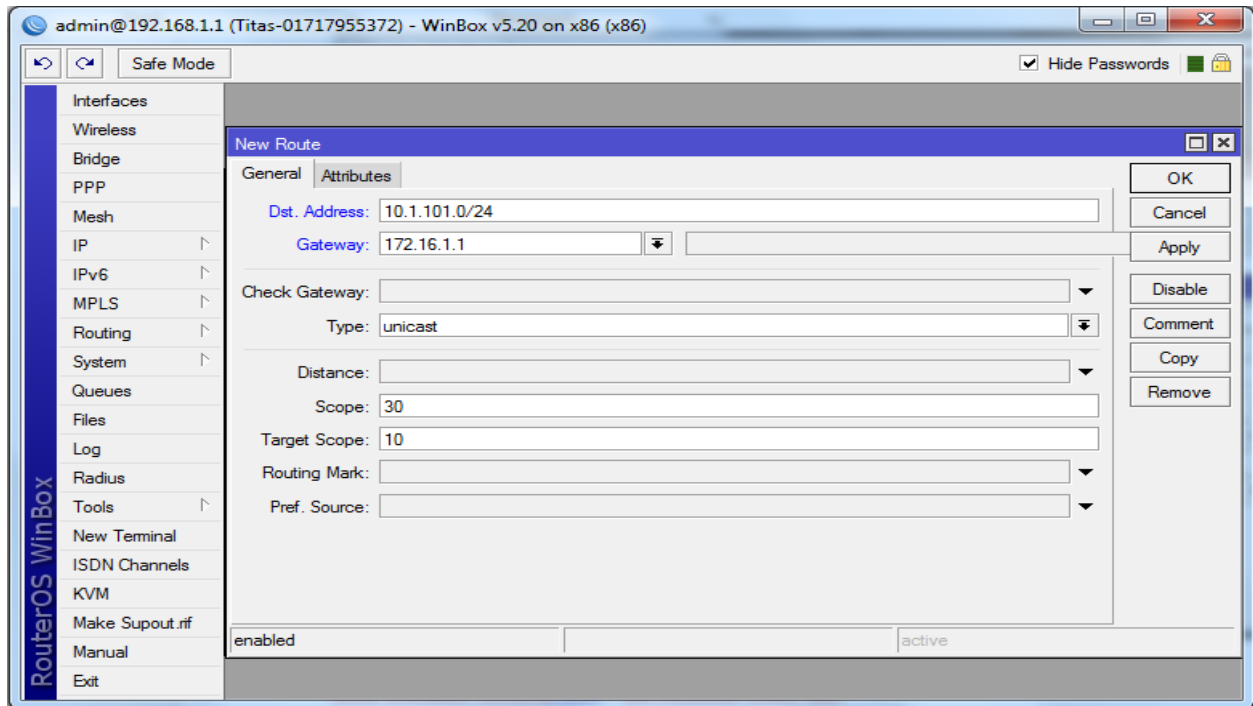 admin@192.168.1.1 (Titas-01717955372) - WinBox v5.20 on x86 (x86)
Safe Mode
Hide Passwords
RouterOS WinBox
Interfaces
Wireless
Bridge
PPP
Mesh
IP
IPv6
MPLS
Routing
System
Queues
Files
Log
Radius
Tools
New Terminal
ISDN Channels
KVM
Make Supout.rif
Manual
Exit
New Route
General Attributes
Dst. Address: 10.1.101.0/24
Gateway: 172.16.1.1
Check Gateway:
Type: unicast
Distance:
Scope: 30
Target Scope: 10
Routing Mark:
Pref. Source:
OK
Cancel
Apply
Disable
Comment
Copy
Remove
enabled
active